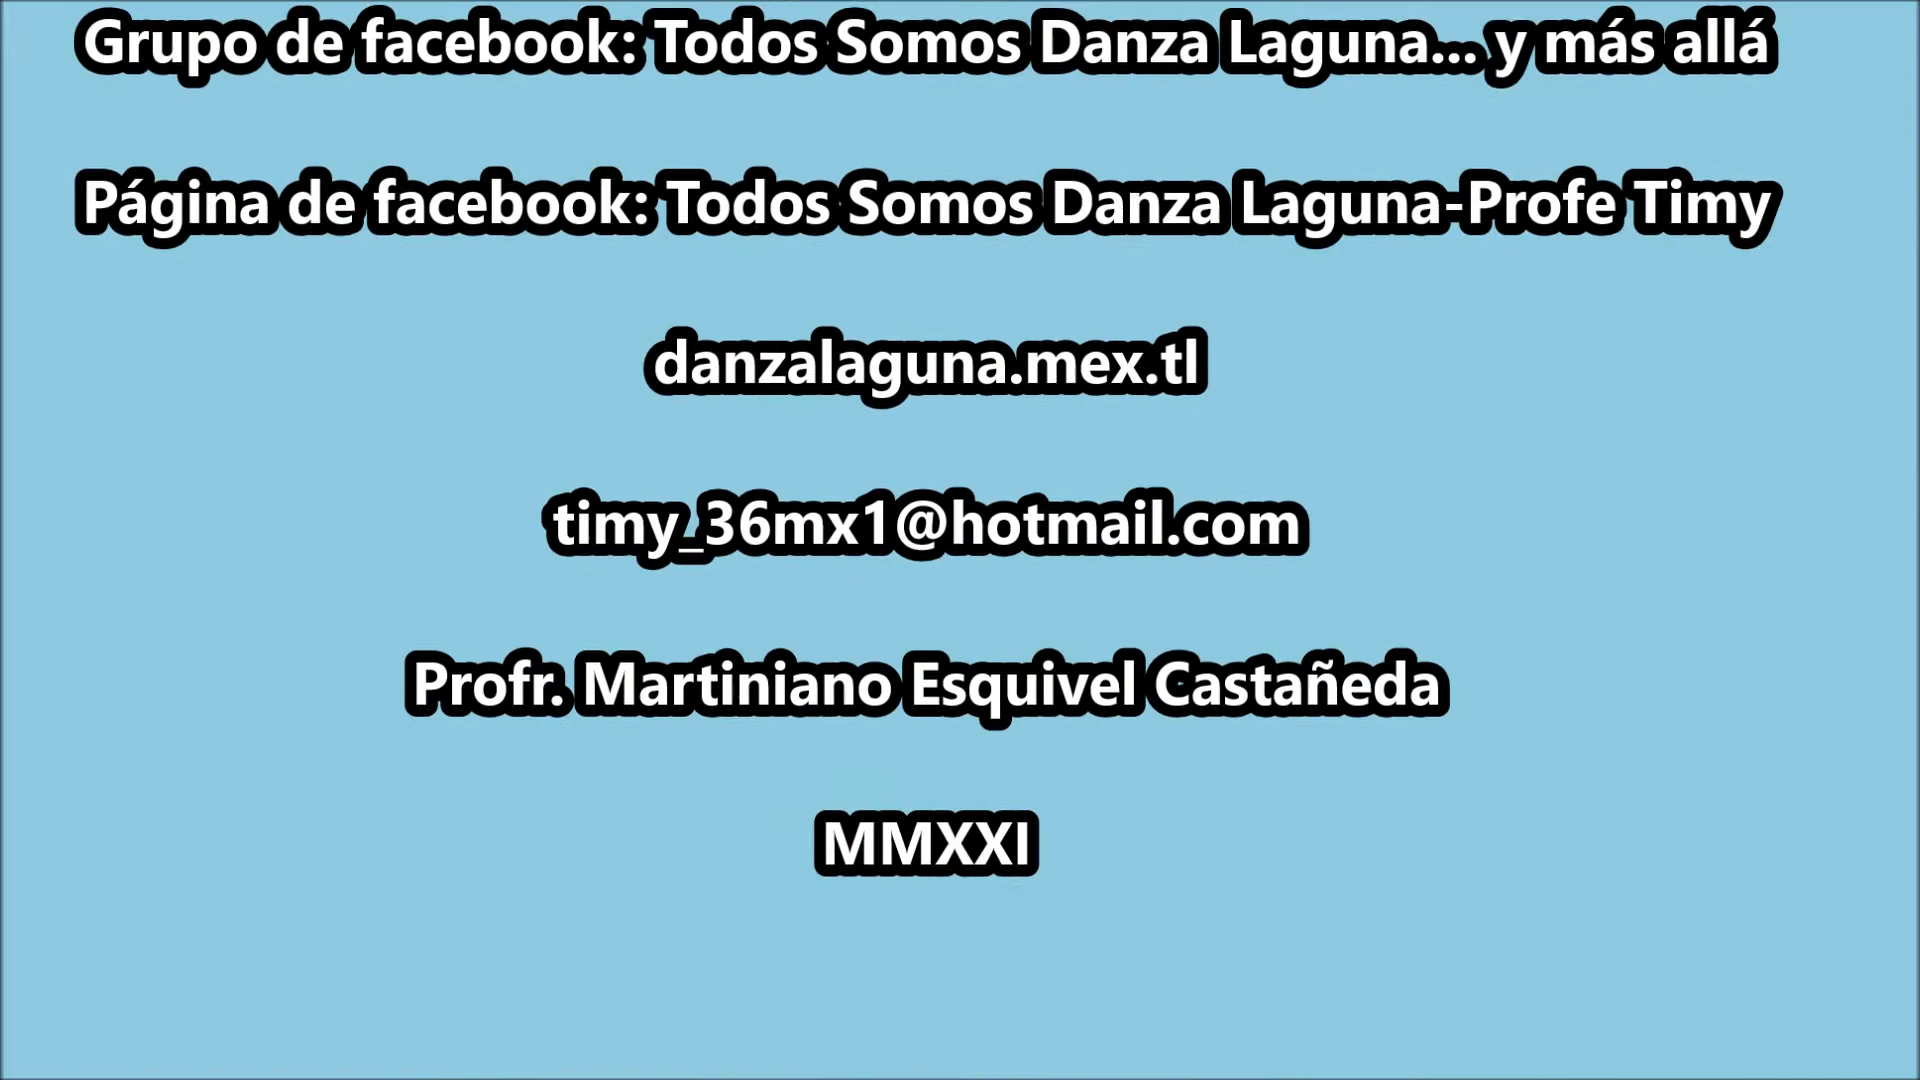 Grupo de facebook: Todos Somos Danza Laguna... y más allá
Página de facebook: Todos Somos Danza Laguna-Profe Timy
danzalaguna.mex.tl
timy_36mx1@hotmail.com
Profr. Martiniano Esquivel Castañeda
MMXXI